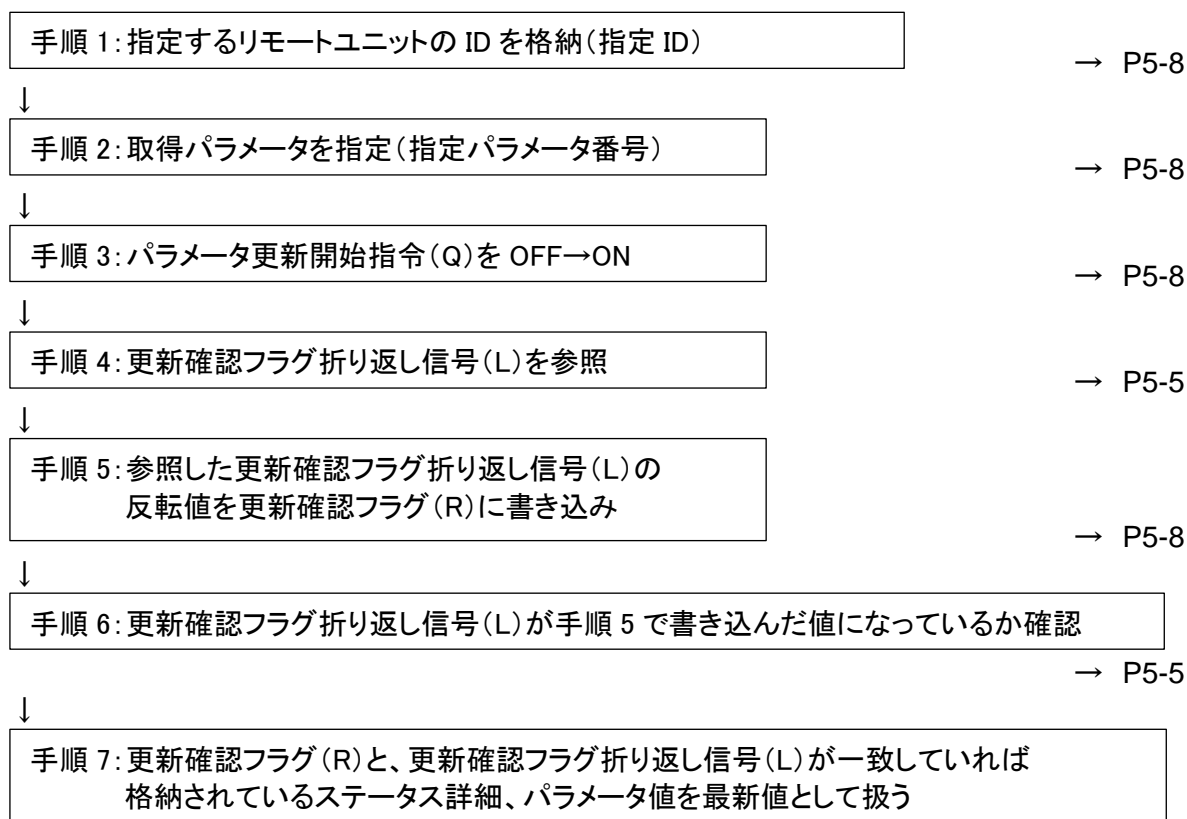 手順 1：指定するリモートユニットの ID を格納（指定 ID）
→ P5-8
↓
手順 2：取得パラメータを指定（指定パラメータ番号）
→ P5-8
↓
手順 3：パラメータ更新開始指令（Q）を OFF→ON
→ P5-8
↓
手順 4：更新確認フラグ折り返し信号（L）を参照
→ P5-5
↓
手順 5：参照した更新確認フラグ折り返し信号（L）の
反転値を更新確認フラグ（R）に書き込み
→ P5-8
↓
手順 6：更新確認フラグ折り返し信号（L）が手順 5 で書き込んだ値になっているか確認
→ P5-5
↓
手順 7：更新確認フラグ（R）と、更新確認フラグ折り返し信号（L）が一致していれば
格納されているステータス詳細、パラメータ値を最新値として扱う